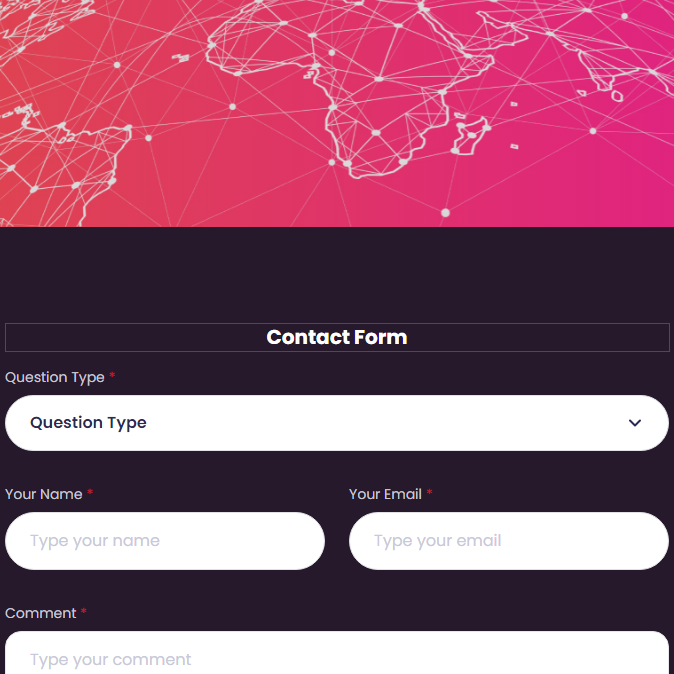 Contact Form
Question Type *
Question Type
Your Name * Your Email *
Type your name Type your email
Comment *
Type your comment